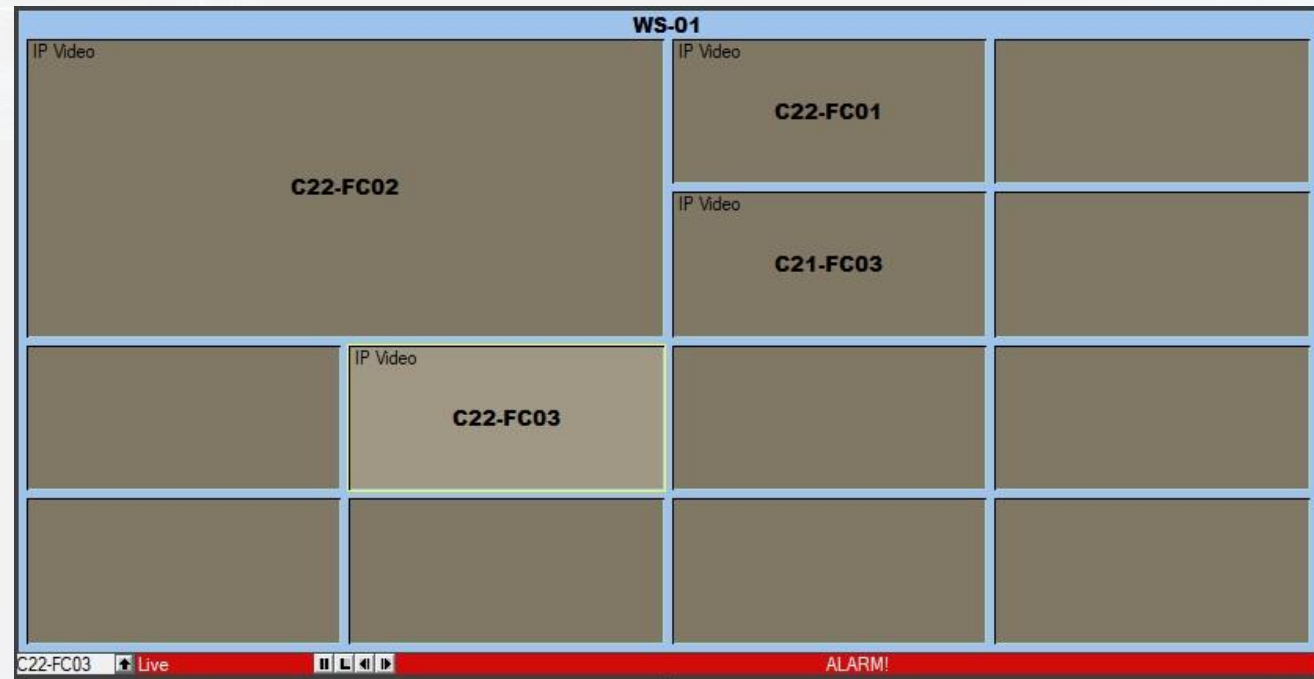 WS-01
IP Video
C22-FC02
IP Video
C22-FC01
IP Video
C21-FC03
IP Video
C22-FC03
C22-FC03 Live L ALARM!